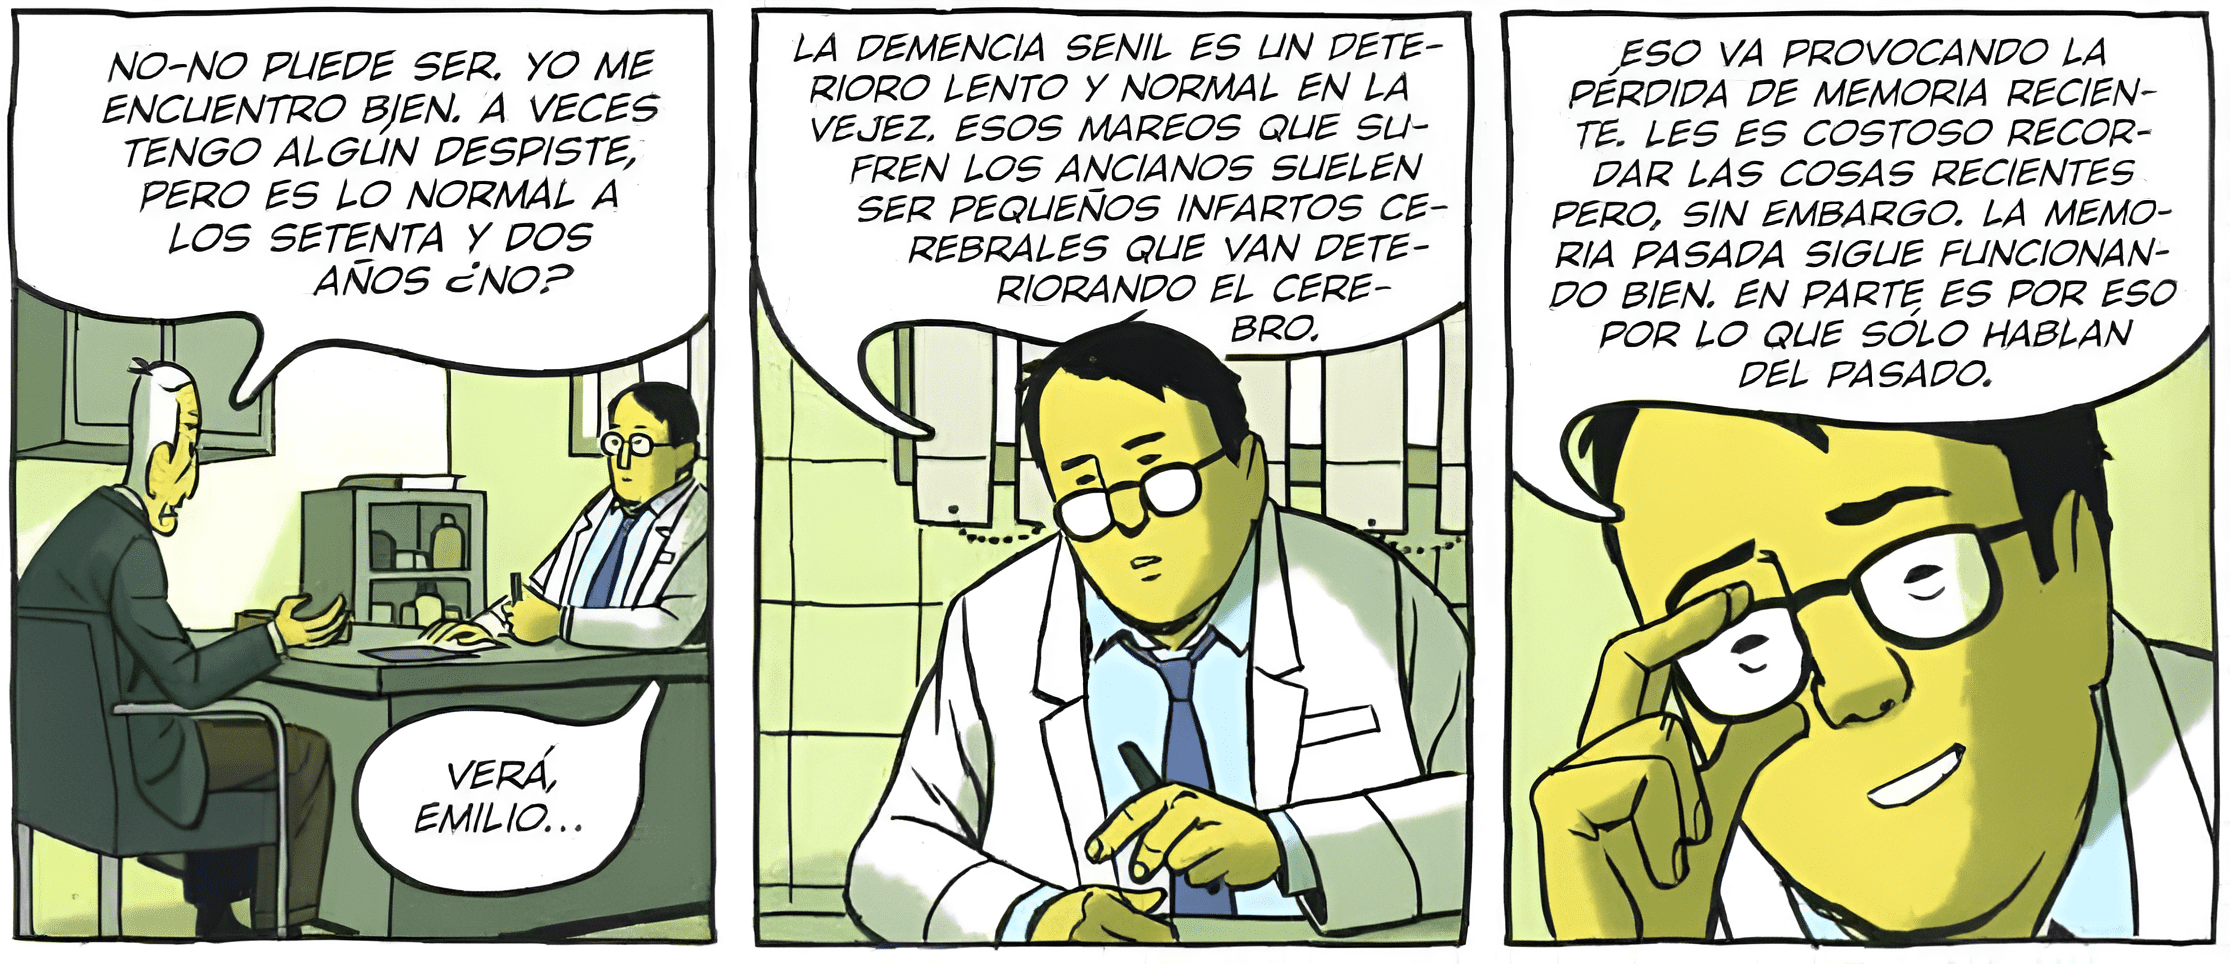 NO-NO PUEDE SER. YO ME
ENCUENTRO BIEN. A VECES
TENGO ALGÚN DESPISTE,
PERO ES LO NORMAL A
LOS SETENTA Y DOS
AÑOS ¿NO?
VERÁ,
EMILIO...
LA DEMENCIA SENIL ES UN DETE-
RIORO LENTO Y NORMAL EN LA
VEJEZ. ESOS MAREOS QUE SU-
FREN LOS ANCIANOS SUELEN
SER PEQUEÑOS INFARTOS CE-
REBRALES QUE VAN DETE-
RIORANDO EL CERE-
BRO.
ESO VA PROVOCANDO LA
PÉRDIDA DE MEMORIA RECIEN-
TE. LES ES COSTOSO RECOR-
DAR LAS COSAS RECIENTES
PERO, SIN EMBARGO. LA MEMO-
RIA PASADA SIGUE FUNCIONAN-
DO BIEN. EN PARTE ES POR ESO
POR LO QUE SÓLO HABLAN
DEL PASADO.